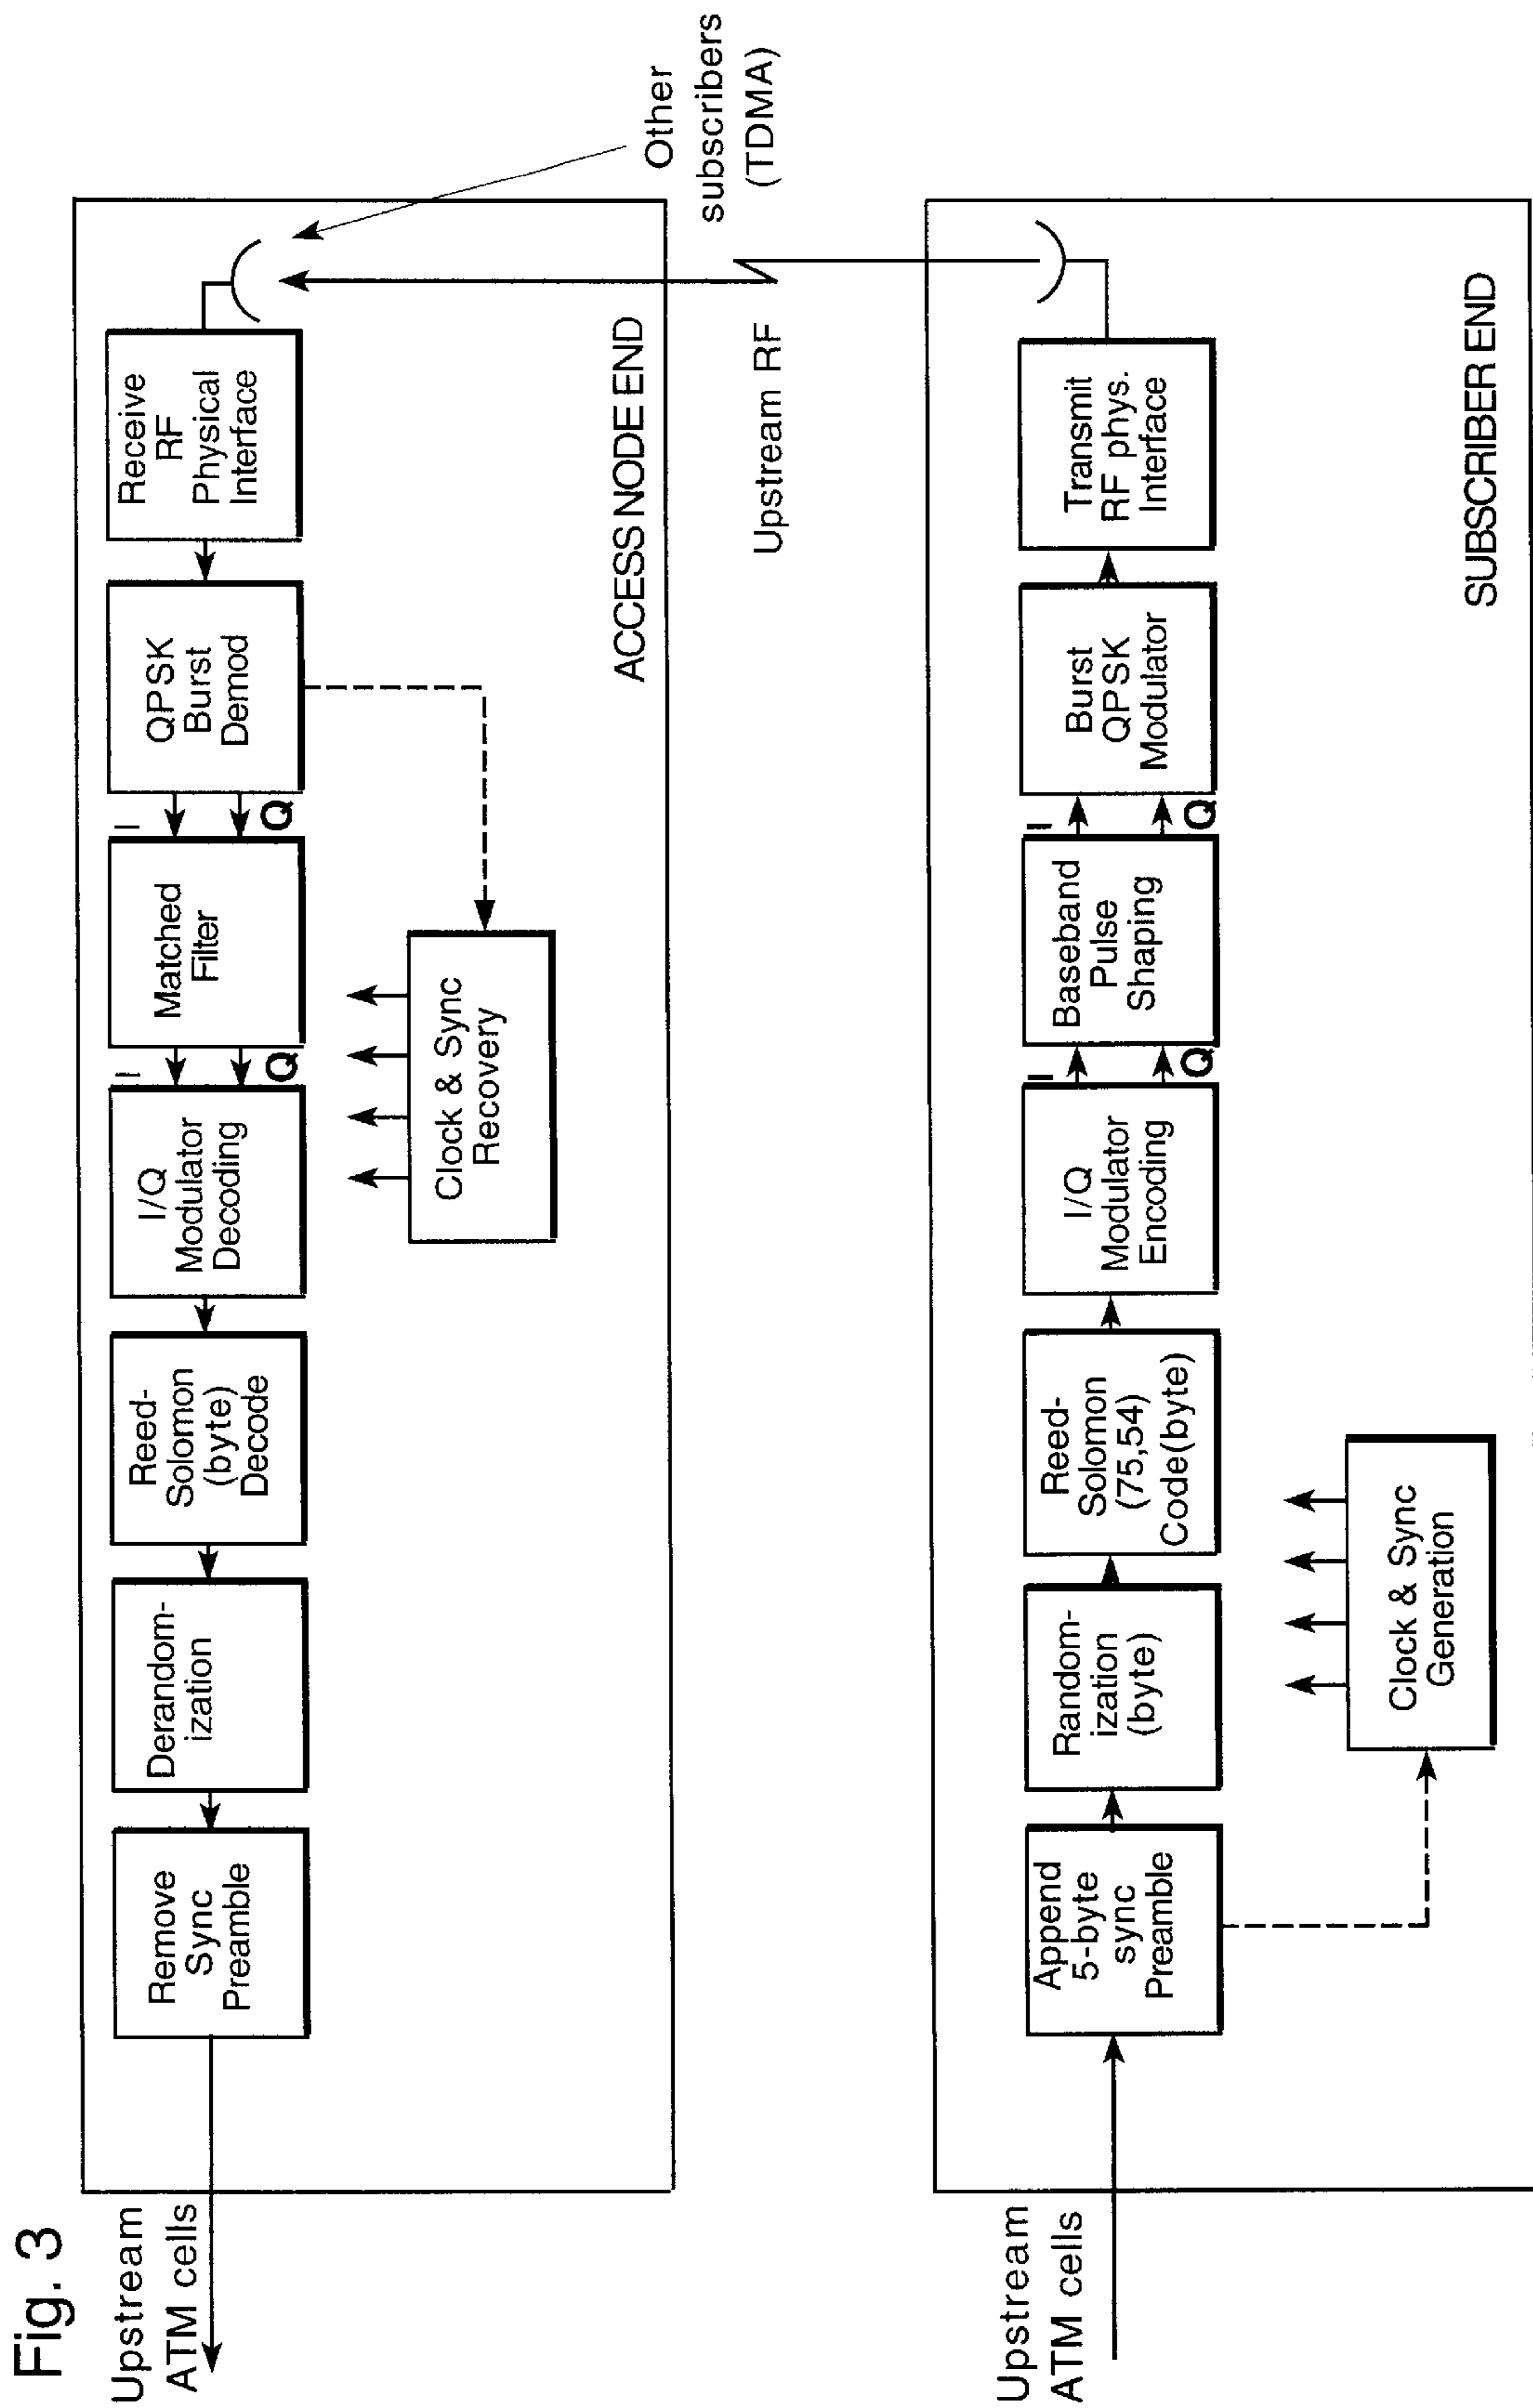 Fig. 3
Upstream
ATM cells
Remove
Sync
Preamble
Derandom-
ization
Reed-
Solomon
(byte)
Decode
I/Q
Modulator
Decoding
I
Q
Matched
Filter
I
Q
QPSK
Burst
Demod
Receive
RF
Physical
Interface
Clock & Sync
Recovery
ACCESS NODE END
Other
subscribers
(TDMA)
Upstream RF
Upstream
ATM cells
Append
5-byte
sync
Preamble
Random-
ization
(byte)
Reed-
Solomon
(75,54)
Code(byte)
I/Q
Modulator
Encoding
I
Q
Baseband
Pulse
Shaping
I
Q
Burst
QPSK
Modulator
Transmit
RF phys.
Interface
Clock & Sync
Generation
SUBSCRIBER END